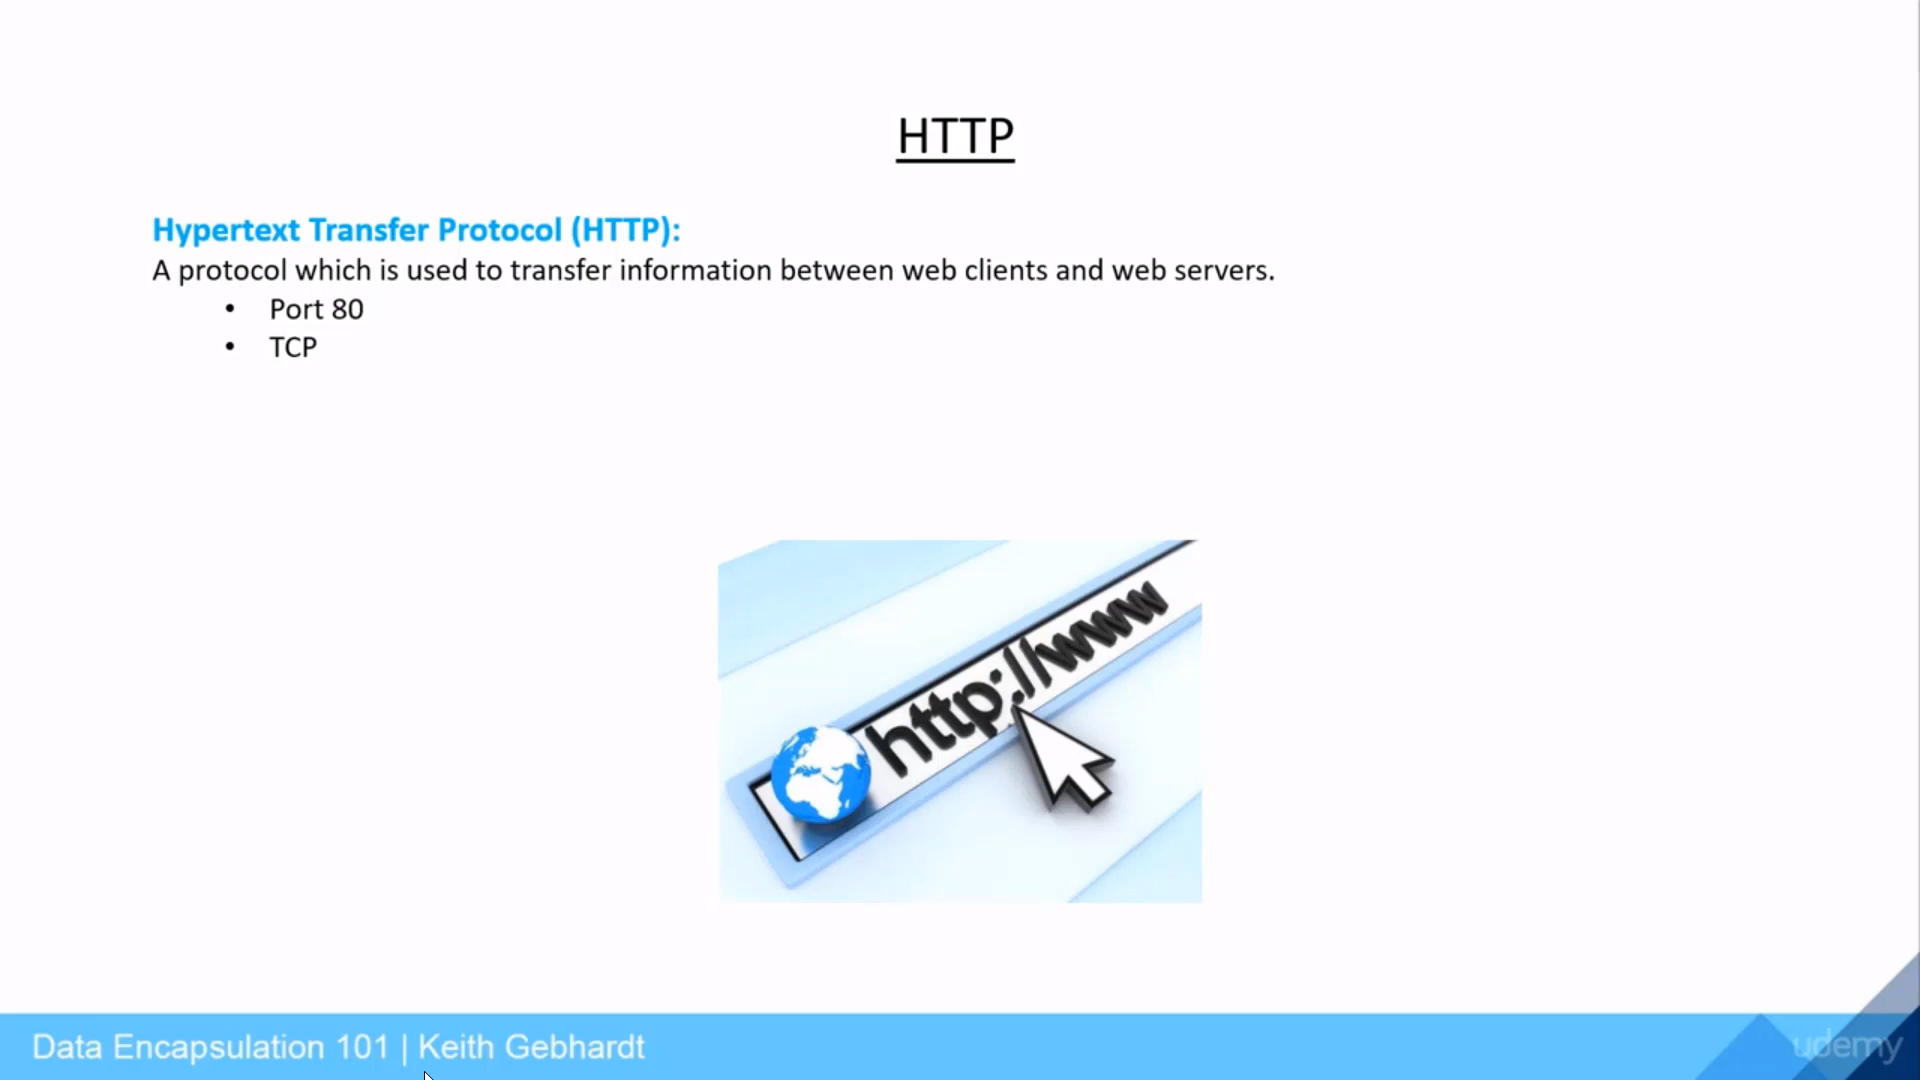 HTTP
Hypertext Transfer Protocol (HTTP):
A protocol which is used to transfer information between web clients and web servers.
• Port 80
• TCP
http://www
Data Encapsulation 101 | Keith Gebhardt
udemy